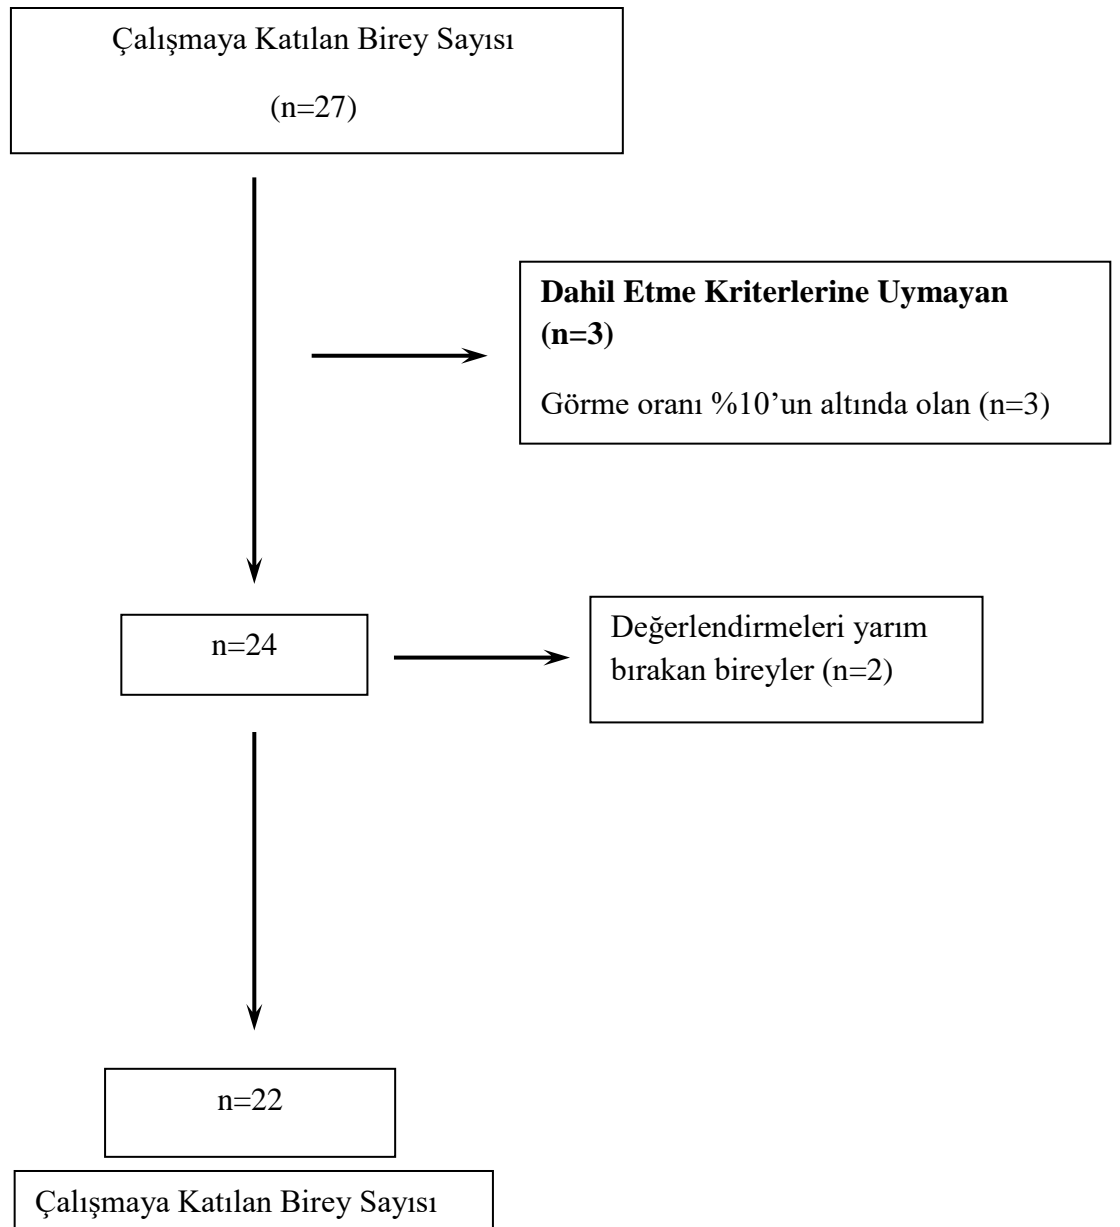 Çalışmaya Katılan Birey Sayısı
(n=27)
Dahil Etme Kriterlerine Uymayan
(n=3)
Görme oranı %10’un altında olan (n=3)
n=24
Değerlendirmeleri yarım
bırakan bireyler (n=2)
n=22
Çalışmaya Katılan Birey Sayısı